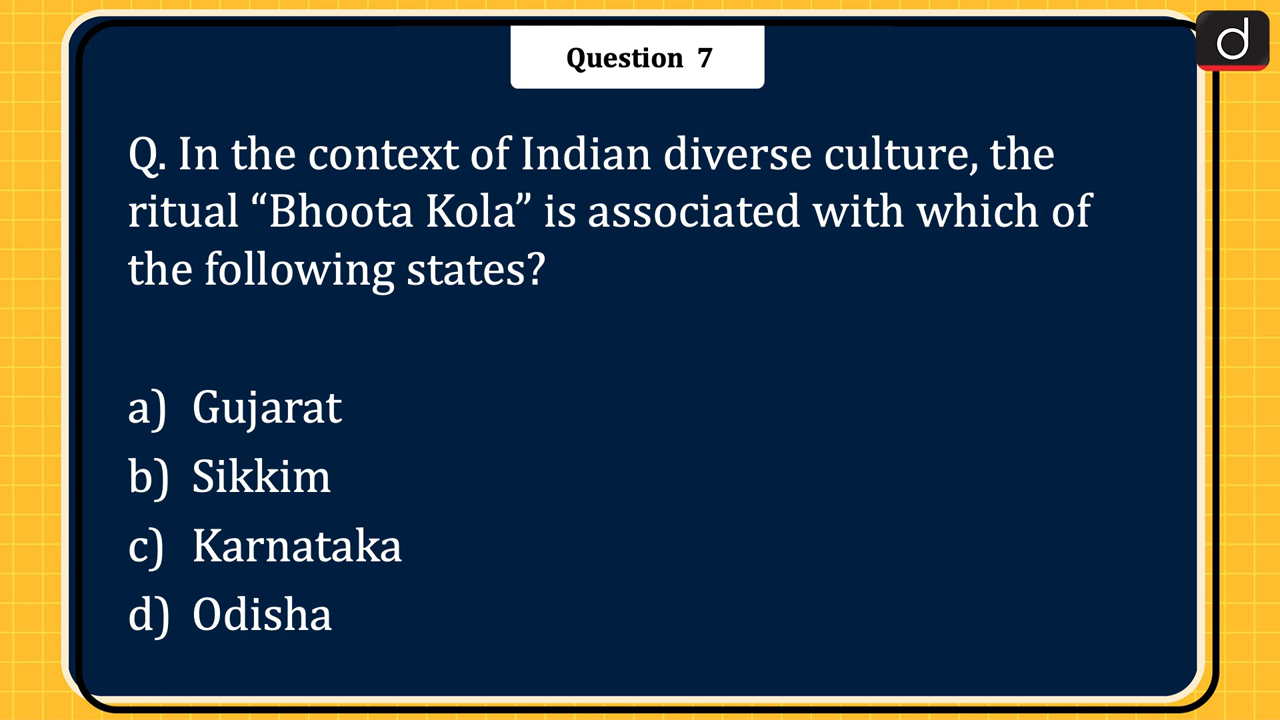 Question 7
d
Q. In the context of Indian diverse culture, the
ritual “Bhoota Kola” is associated with which of
the following states?
a) Gujarat
b) Sikkim
c) Karnataka
d) Odisha